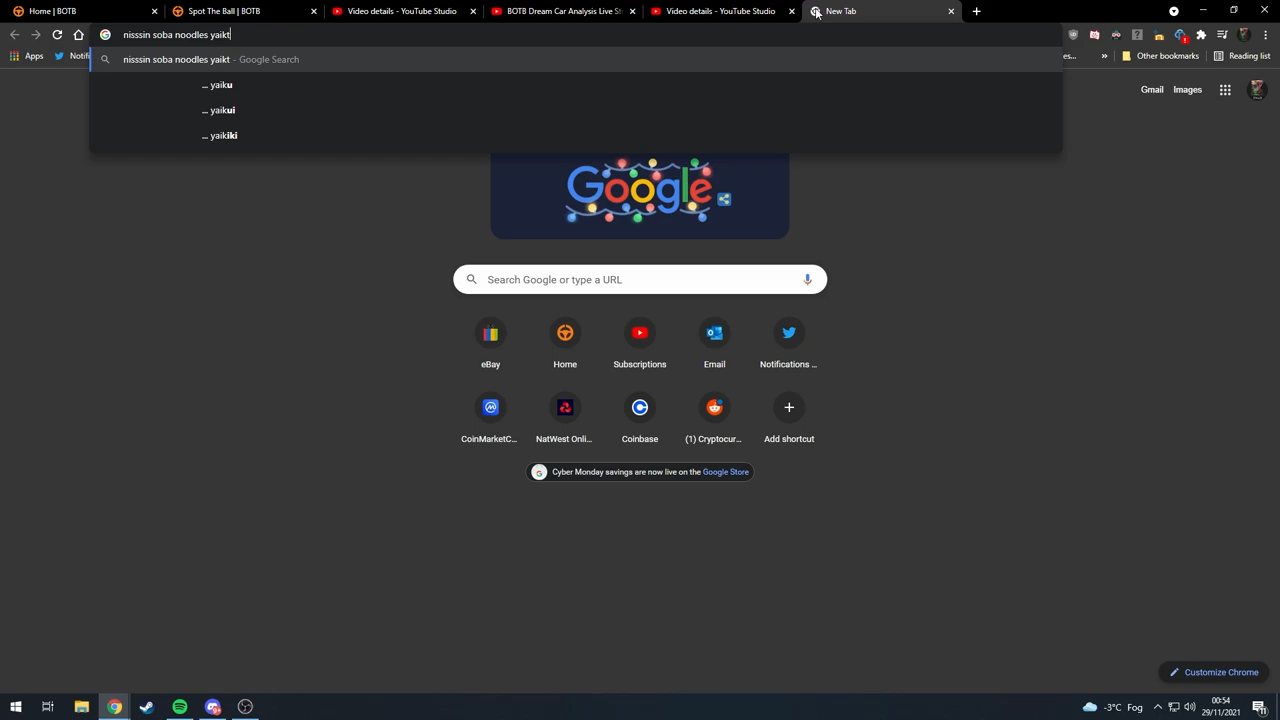 Home | BOTB
Spot The Ball | BOTB
Video details - YouTube Studio
BOTB Dream Car Analysis Live St
Video details - YouTube Studio
New Tab
nisssin soba noodles yaikt
Apps
Notifi
es...
Other bookmarks
Reading list
nisssin soba noodles yaikt - Google Search
... yaiku
... yaikui
... yaikiki
Gmail
Images
Google
Search Google or type a URL
eBay
Home
Subscriptions
Email
Notifications ...
CoinMarketC...
NatWest Onli...
Coinbase
(1) Cryptocur...
Add shortcut
Cyber Monday savings are now live on the Google Store
Customize Chrome
-3°C Fog
00:54
29/11/2021